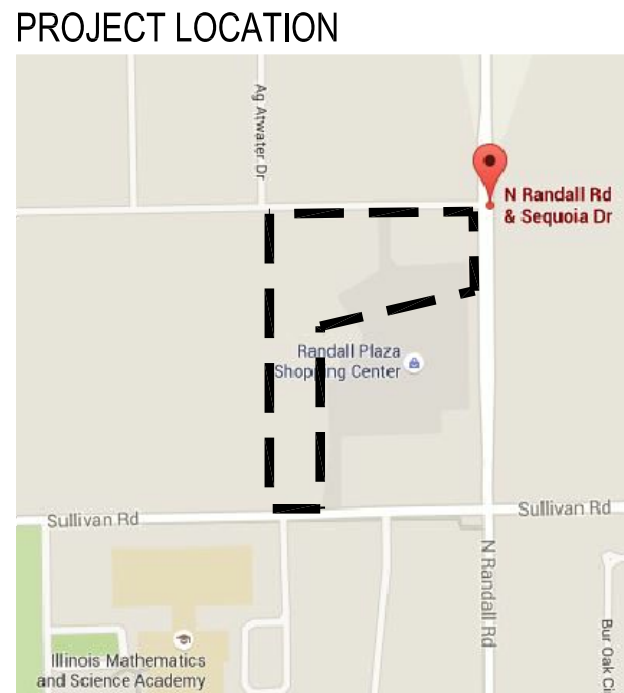 PROJECT LOCATION
Ag Atwater Dr
N Randall Rd
& Sequoia Dr
Randall Plaza
Shopping Center
Sullivan Rd
Sullivan Rd
N Randall Rd
Bur Oak Ci
Illinois Mathematics
and Science Academy